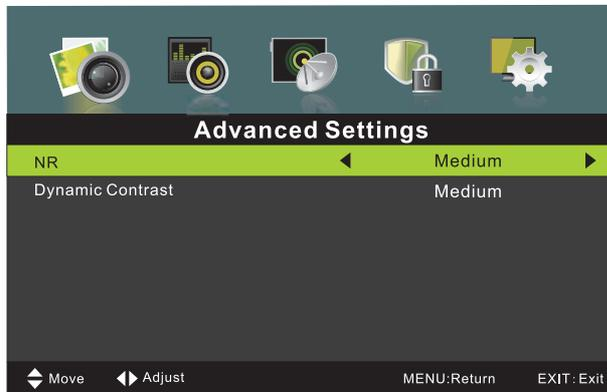 Advanced Settings
NR Medium
Dynamic Contrast Medium
Move Adjust MENU:Return EXIT:Exit